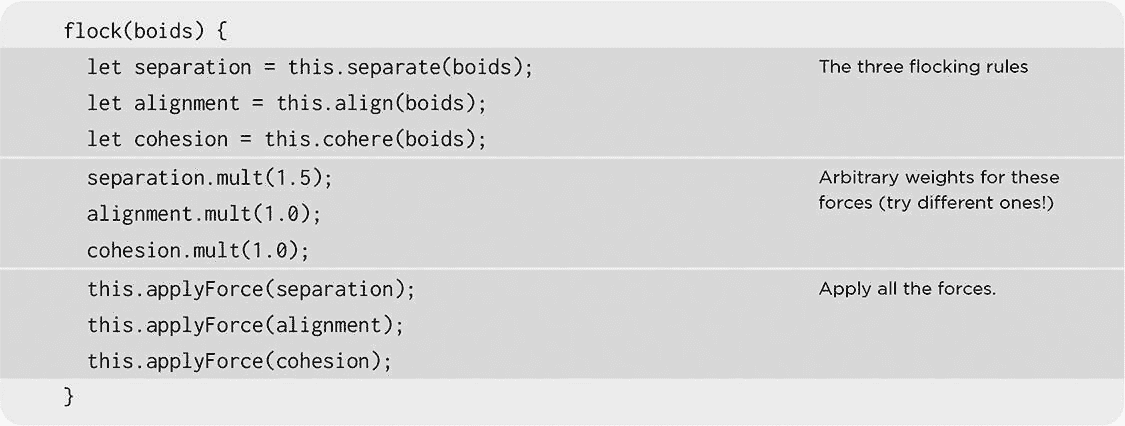 flock(boids) {
let separation = this.separate(boids);
The three flocking rules
let alignment = this.align(boids);
let cohesion = this.cohere(boids);
separation.mult(1.5);
Arbitrary weights for these
forces (try different ones!)
alignment.mult(1.0);
cohesion.mult(1.0);
this.applyForce(separation);
Apply all the forces.
this.applyForce(alignment);
this.applyForce(cohesion);
}